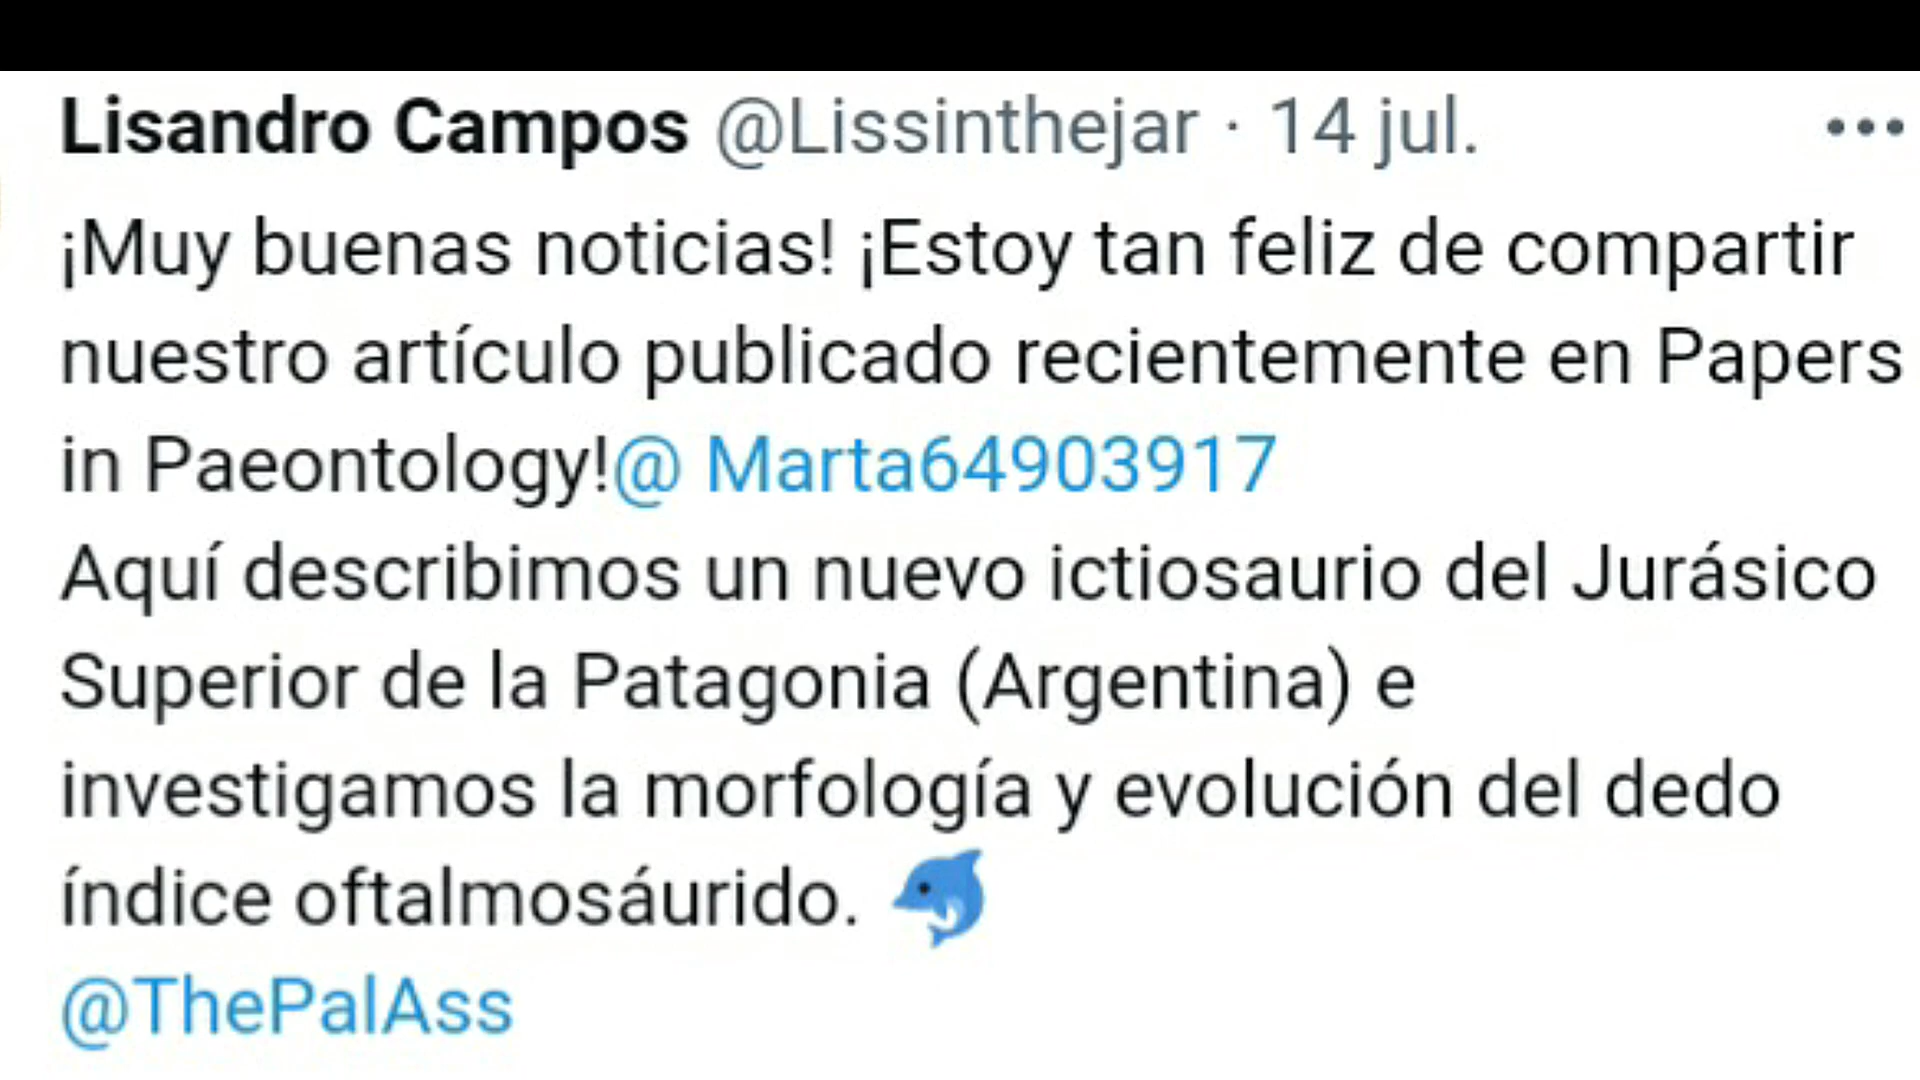 Lisandro Campos @Lissinthejar · 14 jul.
¡Muy buenas noticias! ¡Estoy tan feliz de compartir
nuestro artículo publicado recientemente en Papers
in Paeontology!@ Marta64903917
Aquí describimos un nuevo ictiosaurio del Jurásico
Superior de la Patagonia (Argentina) e
investigamos la morfología y evolución del dedo
índice oftalmosáurido. 🐬
@ThePalAss